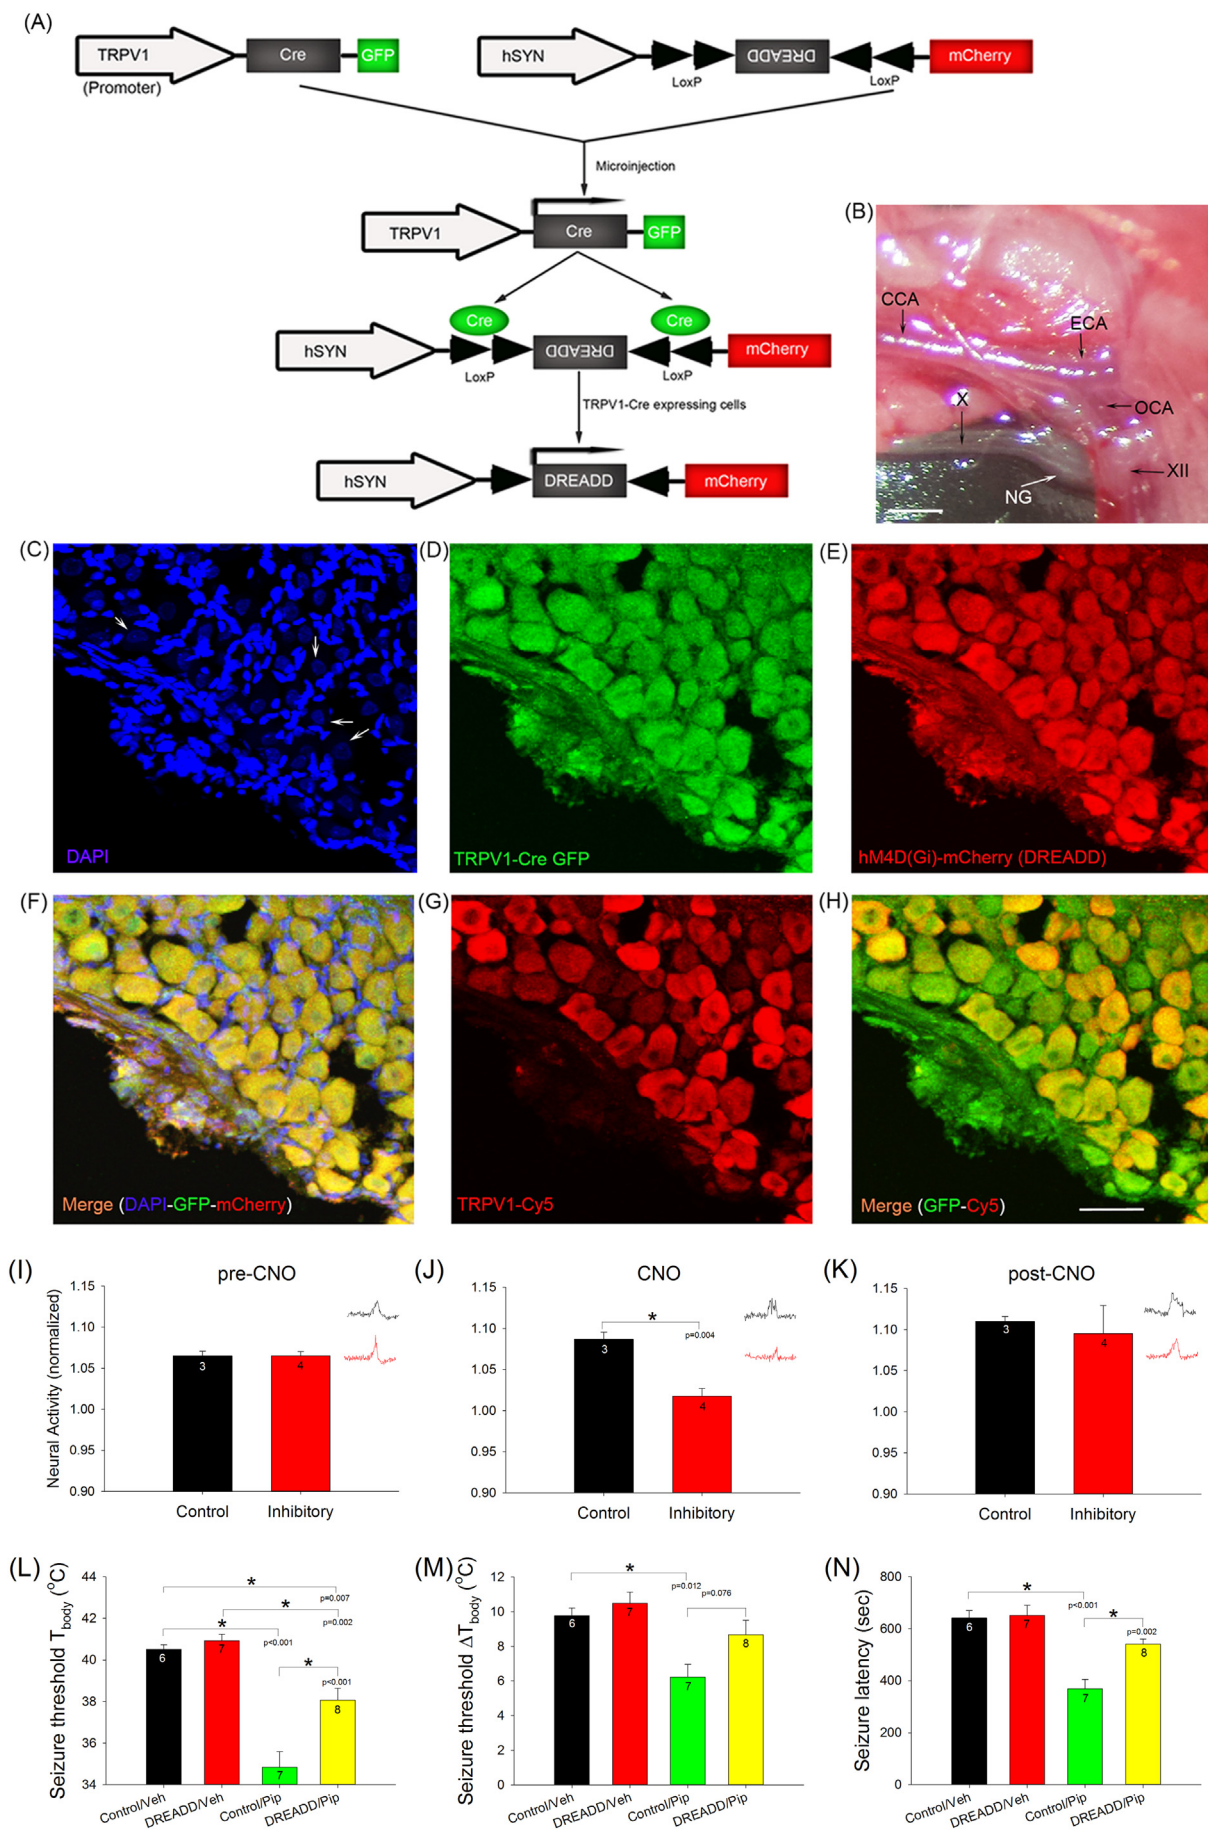 (A)
TRPV1
Cre
GFP
(Promoter)
hSYN
DREADD
mCherry
LoxP
LoxP
Microinjection
TRPV1
Cre
GFP
Cre
Cre
hSYN
DREADD
mCherry
LoxP
LoxP
TRPV1-Cre expressing cells
hSYN
DREADD
mCherry
(B)
CCA
ECA
X
OCA
XII
NG
(C)
DAPI
(D)
TRPV1-Cre GFP
(E)
hM4D(Gi)-mCherry (DREADD)
(F)
Merge (DAPI-GFP-mCherry)
(G)
TRPV1-Cy5
(H)
Merge (GFP-Cy5)
(I)
pre-CNO
Neural Activity (normalized)
1.15
1.10
1.05
1.00
0.95
0.90
3
4
Control
Inhibitory
(J)
CNO
1.15
1.10
1.05
1.00
0.95
0.90
*
p=0.004
3
4
Control
Inhibitory
(K)
post-CNO
1.15
1.10
1.05
1.00
0.95
0.90
3
4
Control
Inhibitory
(L)
Seizure threshold Tbody (°C)
44
42
40
38
36
34
*
p=0.007
*
p=0.002
*
p<0.001
*
p<0.001
6
7
7
8
Control/Veh
DREADD/Veh
Control/Pip
DREADD/Pip
(M)
Seizure threshold ΔTbody (°C)
12
10
8
6
4
2
0
*
p=0.012
p=0.076
6
7
7
8
Control/Veh
DREADD/Veh
Control/Pip
DREADD/Pip
(N)
Seizure latency (sec)
800
600
400
200
0
*
p<0.001
*
p=0.002
6
7
7
8
Control/Veh
DREADD/Veh
Control/Pip
DREADD/Pip